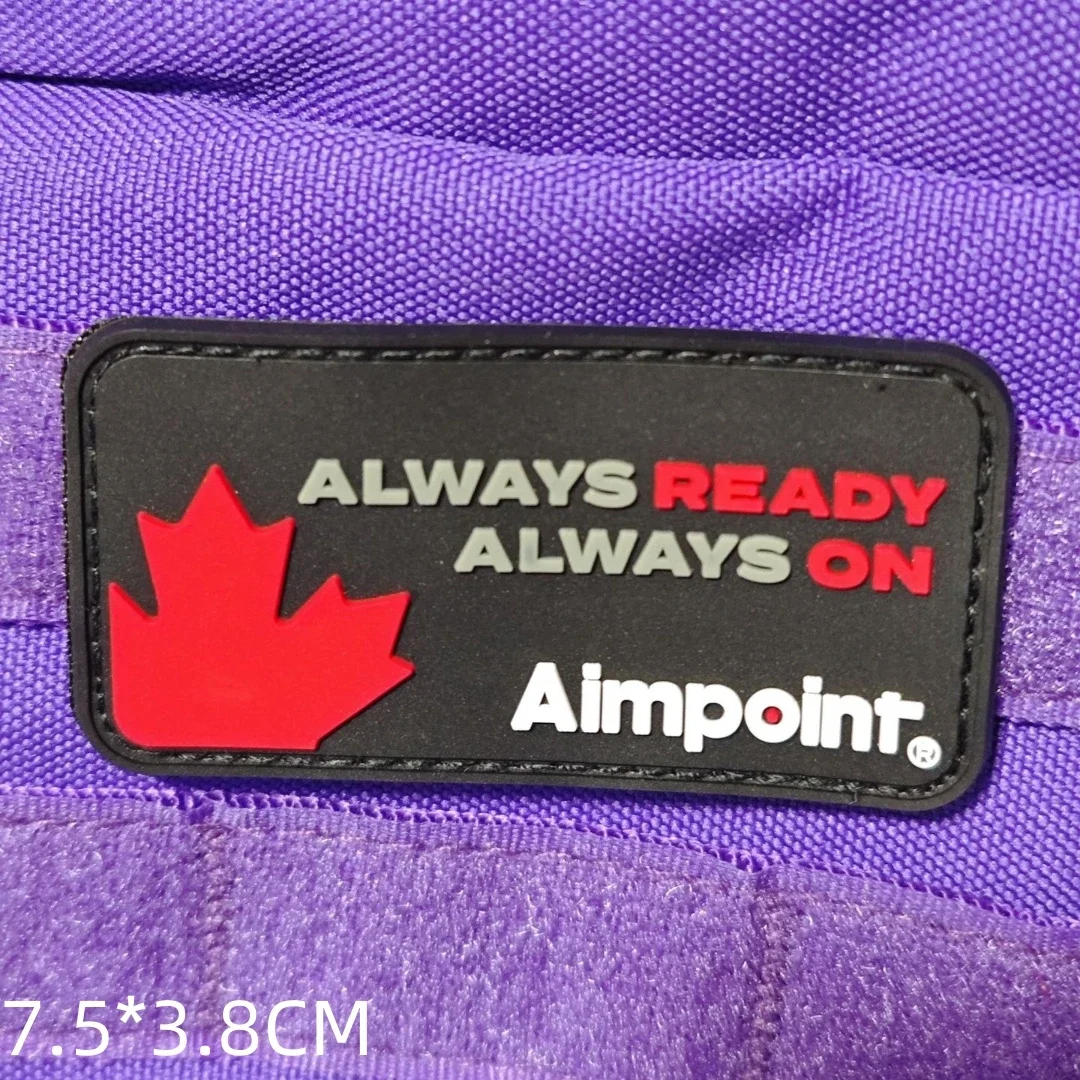 ALWAYS READY
ALWAYS ON
Aimpoint®
7.5*3.8CM